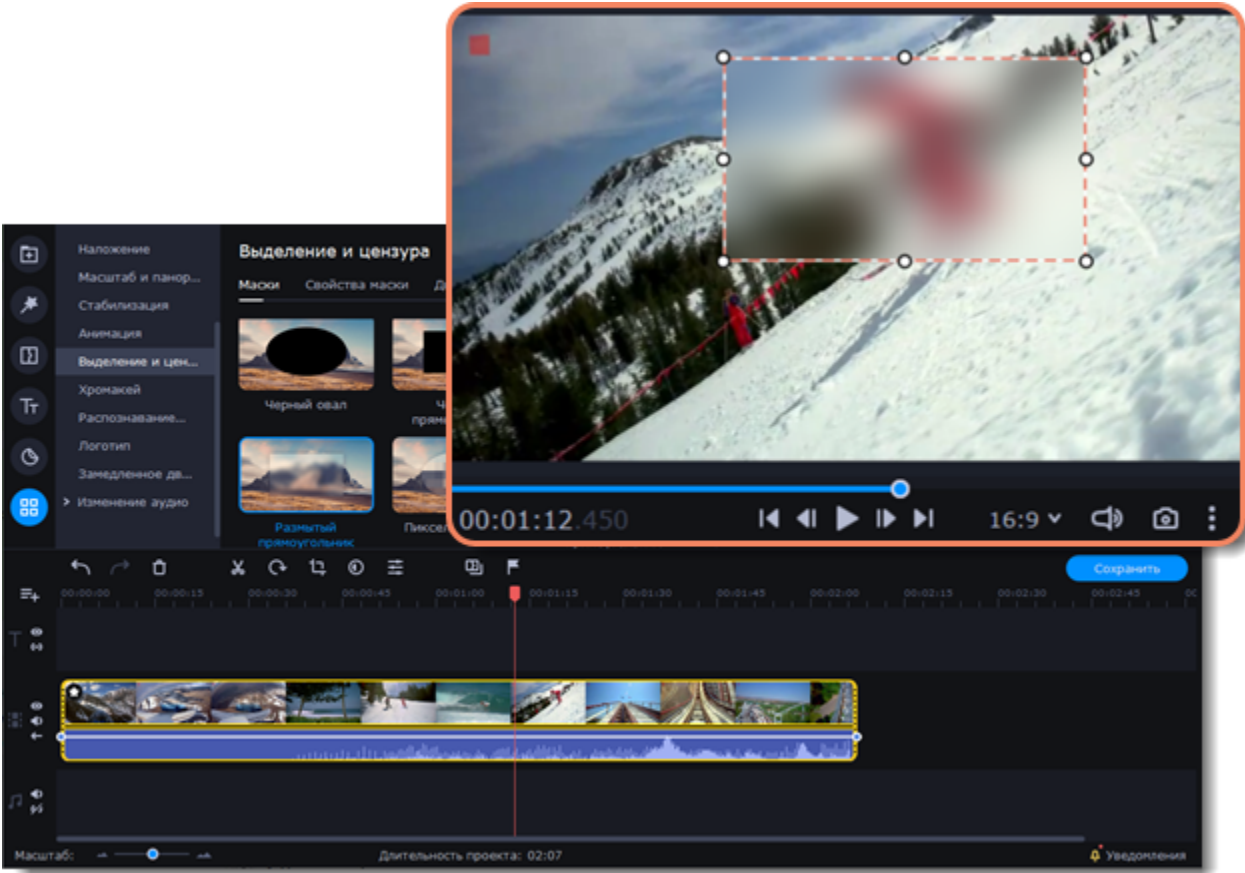 Наложение
Масштаб и панор...
Стабилизация
Анимация
Выделение и цен...
Хромакей
Распознавание...
Логотип
Замедленное дв...
Изменение аудио
Выделение и цензура
Маски Свойства маски
Черный овал
прям
Размытый
прямоугольник
Пиксел
00:01:12.450
16:9
Сохранить
00:00:00 00:00:15 00:00:30 00:00:45 00:01:00 00:01:15 00:01:30 00:01:45 00:02:00 00:02:15 00:02:30 00:02:45
Масштаб:
Длительность проекта: 02:07
Уведомления